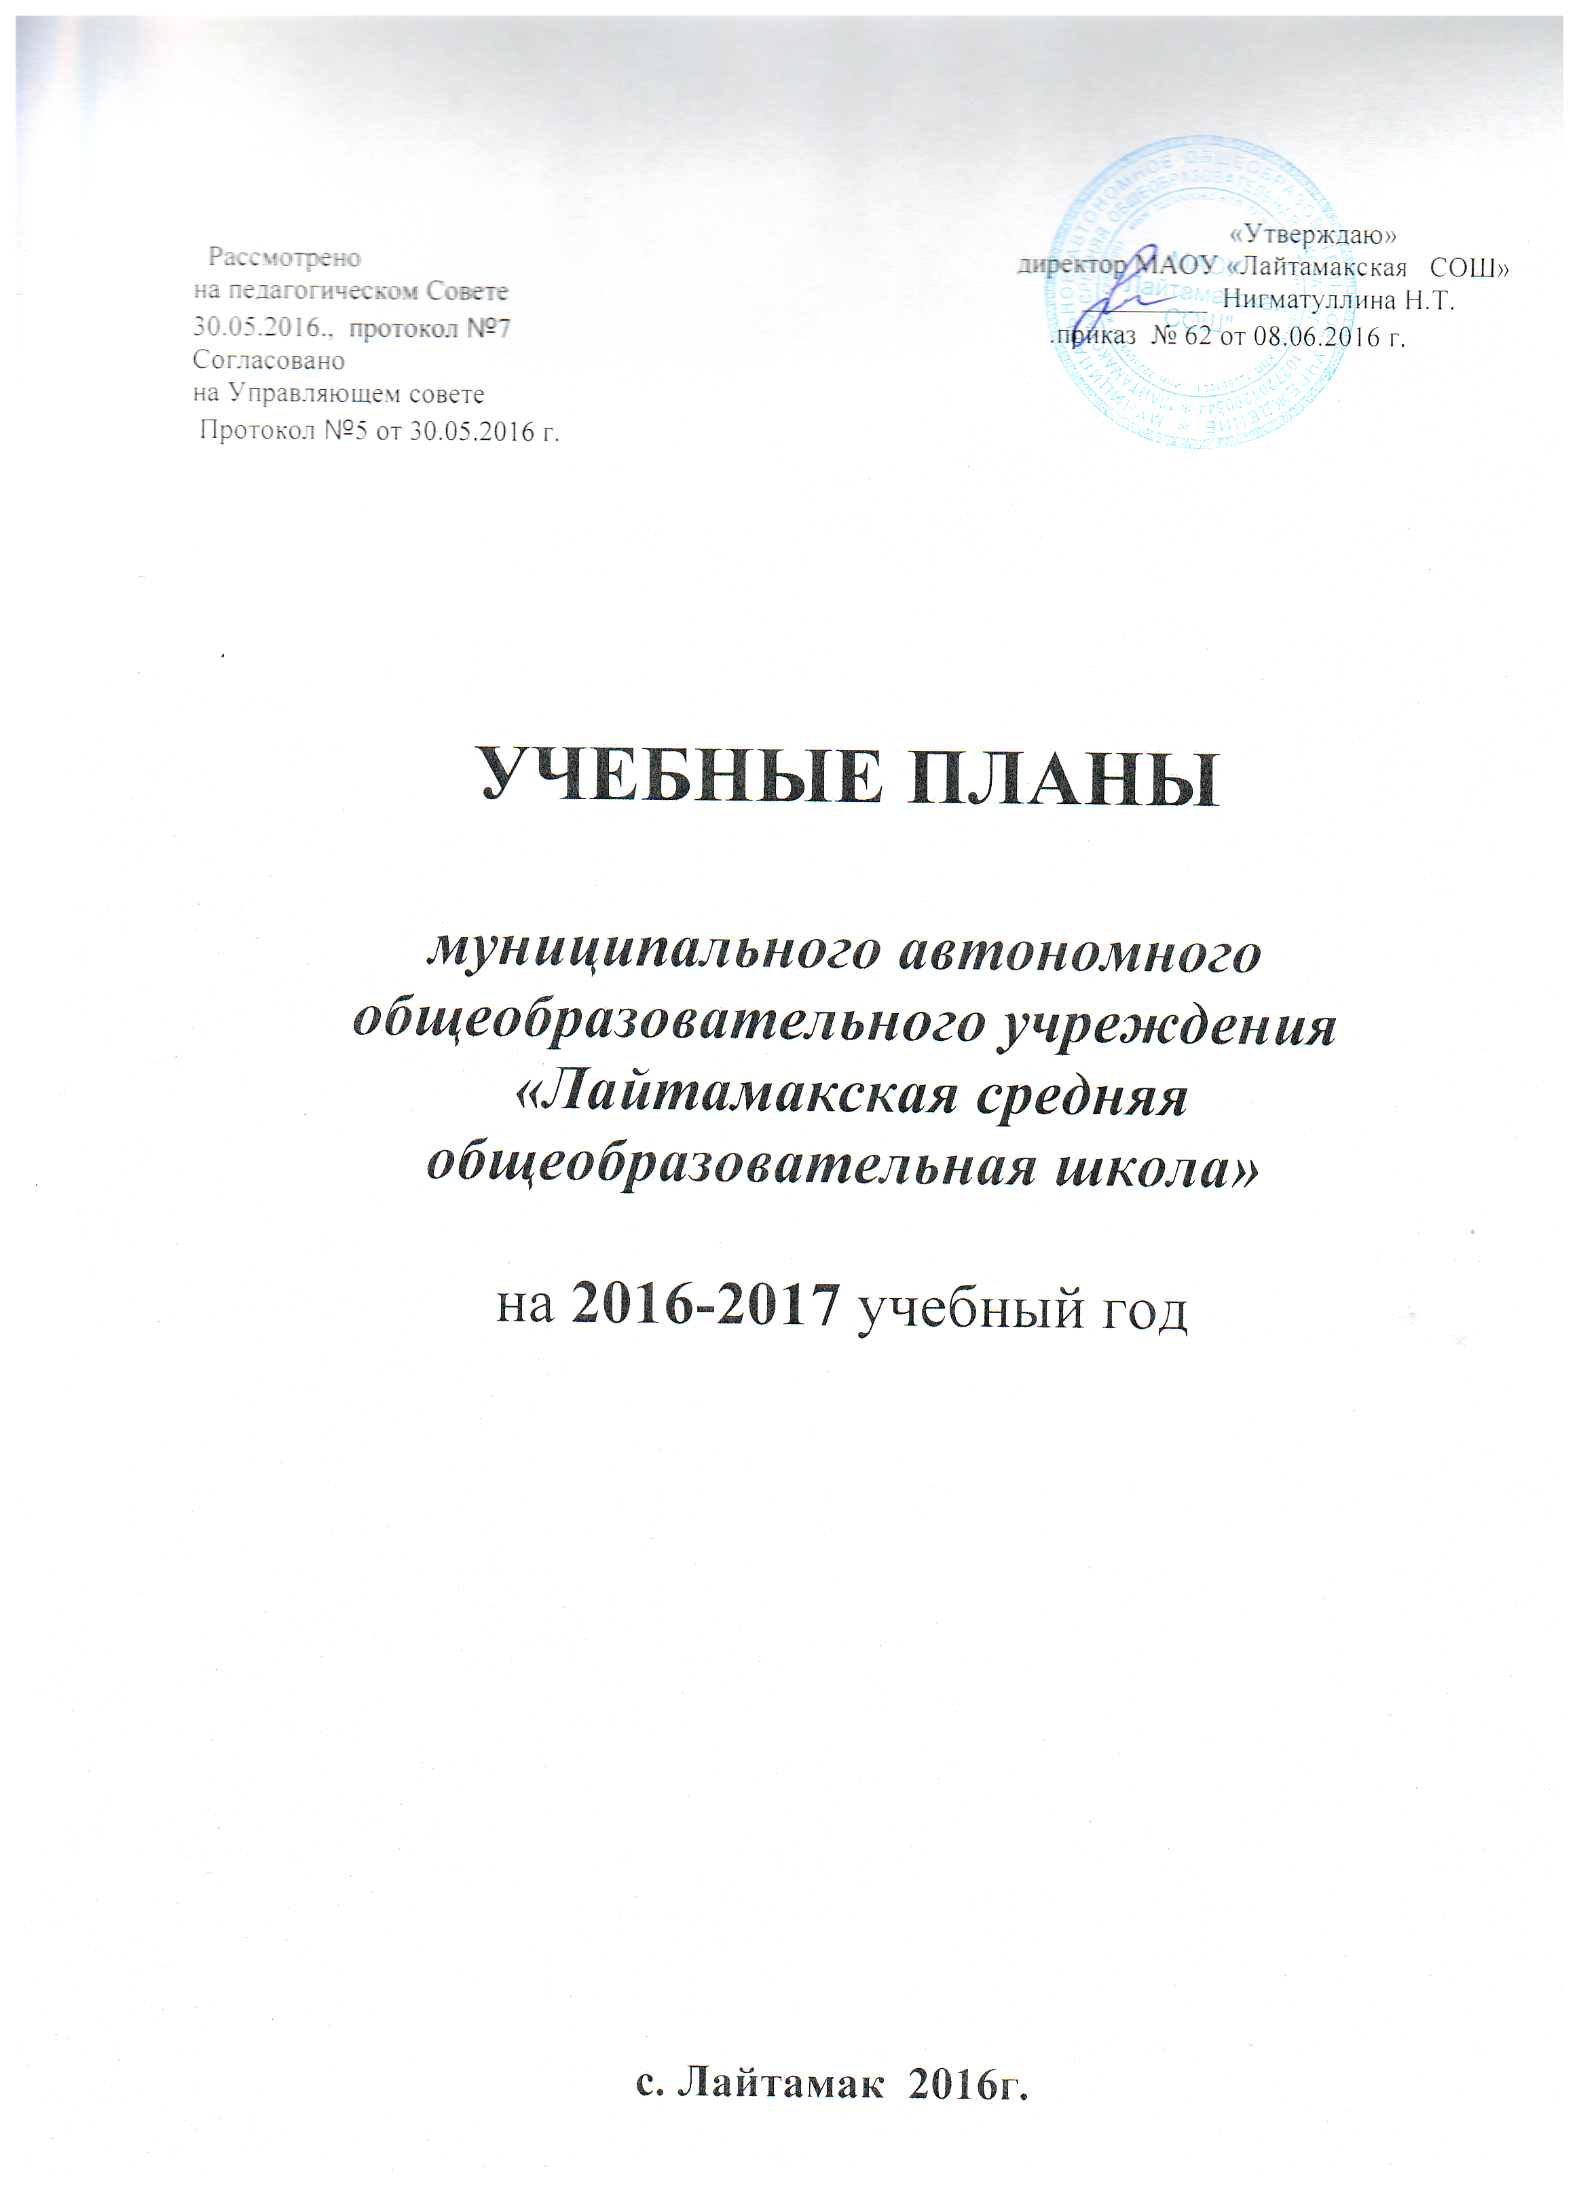 Рассмотрено
на педагогическом Совете
30.05.2016., протокол №7
Согласовано
на Управляющем совете
Протокол №5 от 30.05.2016 г.
«Утверждаю»
директор МАОУ «Лайтамакская СОШ»
Нигматуллина Н.Т.
.приказ № 62 от 08.06.2016 г.
УЧЕБНЫЕ ПЛАНЫ
муниципального автономного
общеобразовательного учреждения
«Лайтамакская средняя
общеобразовательная школа»
на 2016-2017 учебный год
с. Лайтамак 2016г.